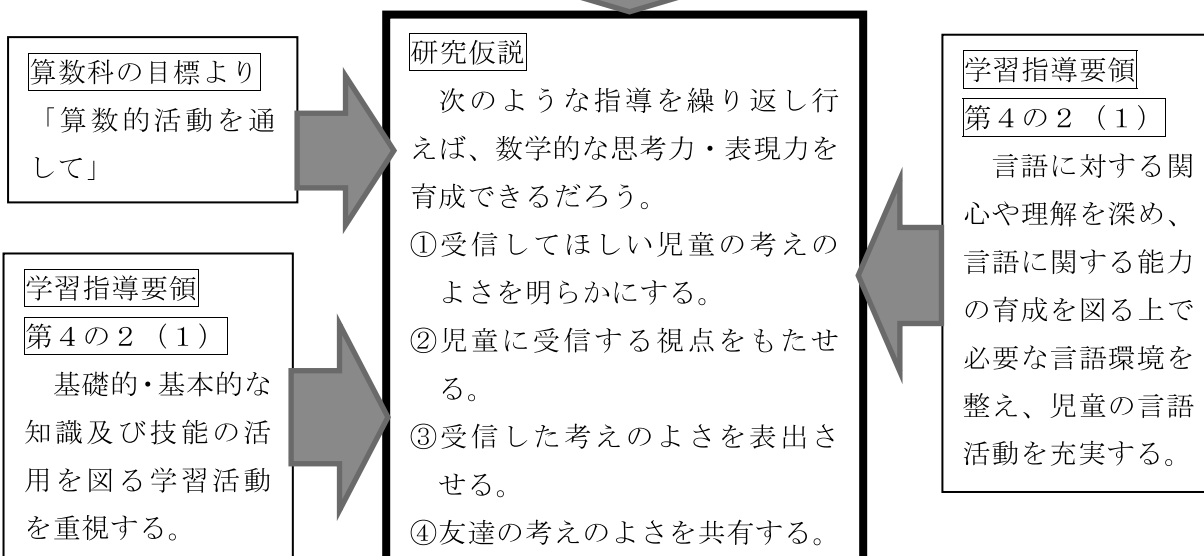 算数科の目標より
「算数的活動を通
して」
学習指導要領
第４の２（１）
基礎的・基本的な
知識及び技能の活
用を図る学習活動
を重視する。
研究仮説
次のような指導を繰り返し行
えば、数学的な思考力・表現力を
育成できるだろう。
①受信してほしい児童の考えの
よさを明らかにする。
②児童に受信する視点をもたせ
る。
③受信した考えのよさを表出さ
せる。
④友達の考えのよさを共有する。
学習指導要領
第４の２（１）
言語に対する関
心や理解を深め、
言語に関する能力
の育成を図る上で
必要な言語環境を
整え、児童の言語
活動を充実する。